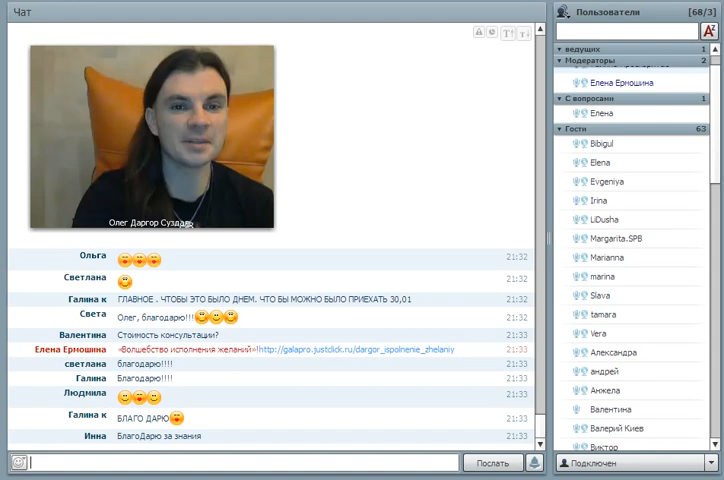 Чат
Пользователи [68/3]
ведущих 1
Модераторы 2
Елена Ермошина
С вопросами 1
Елена
Гости 63
Bibigul
Elena
Evgeniya
Irina
LiDusha
Margarita.SPB
Marianna
marina
Slava
tamara
Vera
Александра
андрей
Анжела
Валентина
Валерий Киев
Виктор
Олег Даргор Суздаль
Ольга 21:32
Светлана 21:32
Галина к ГЛАВНОЕ . ЧТОБЫ ЭТО БЫЛО ДНЕМ. ЧТО БЫ МОЖНО БЫЛО ПРИЕХАТЬ 30,01 21:32
Света Олег, благодарю!!! 21:32
Валентина Стоимость консультации? 21:33
Елена Ермошина «Волшебство исполнения желаний»!http://galapro.justclick.ru/dargor_ispolnenie_zhelaniy 21:33
светлана благодарю!!!! 21:33
Галина Благодарю!!!! 21:33
Людмила 21:33
Галина к БЛАГО ДАРЮ 21:33
Инна БлагоДарю за знания 21:33
Послать
Подключен